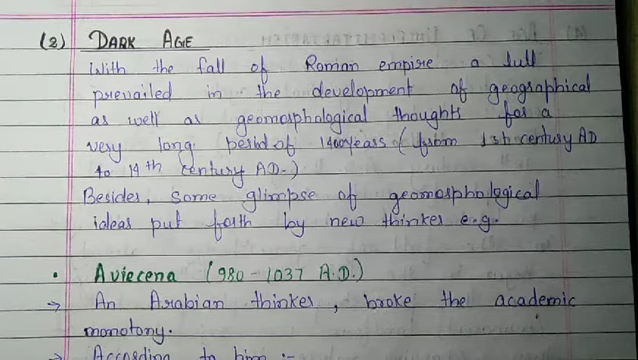 (2) DARK AGE
With the fall of Roman empire a lull
prevailed in the development of geographical
as well as geomorphological thoughts for a
very long period of 1400 years (from 1st century AD
to 14th century A.D.)
Besides, some glimpse of geomorphological
ideas put forth by new thinker e.g.
• Aviecena (980-1037 A.D.)
→ An Arabian thinker, broke the academic
monotony.
→ According to him :-